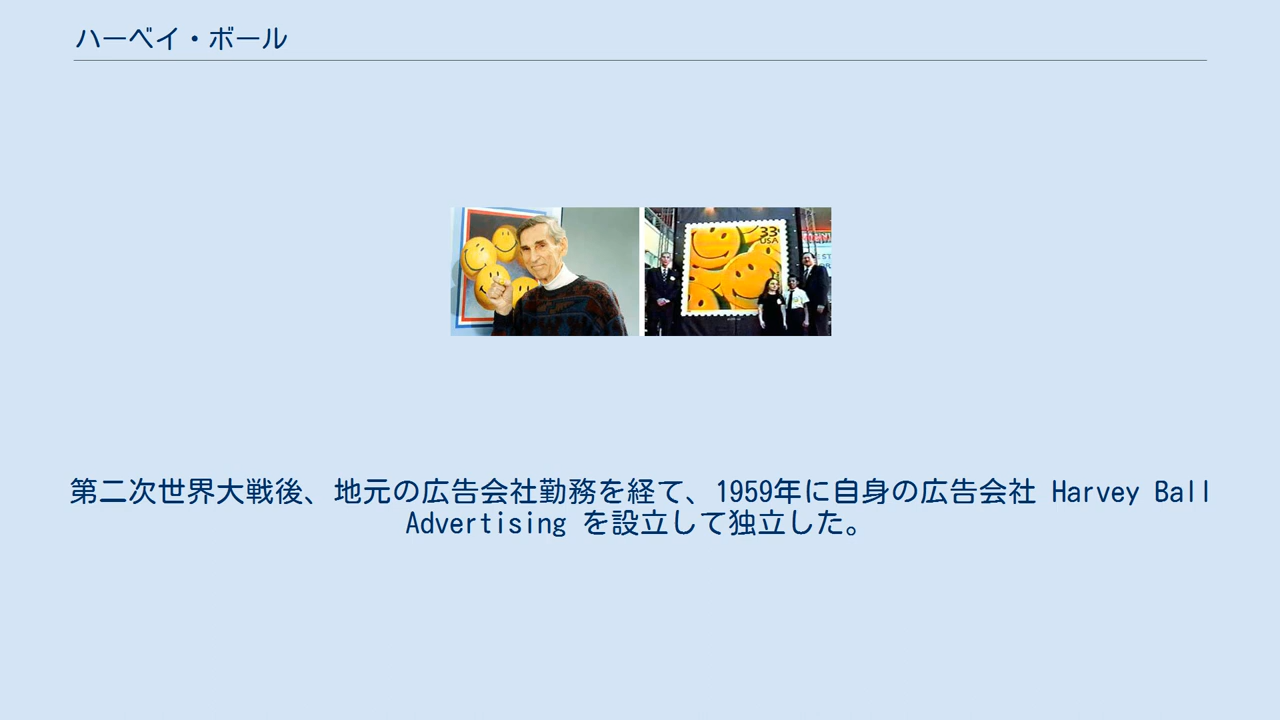 ハーベイ・ボール
33
USA
第二次世界大戦後、地元の広告会社勤務を経て、1959年に自身の広告会社 Harvey Ball
Advertising を設立して独立した。